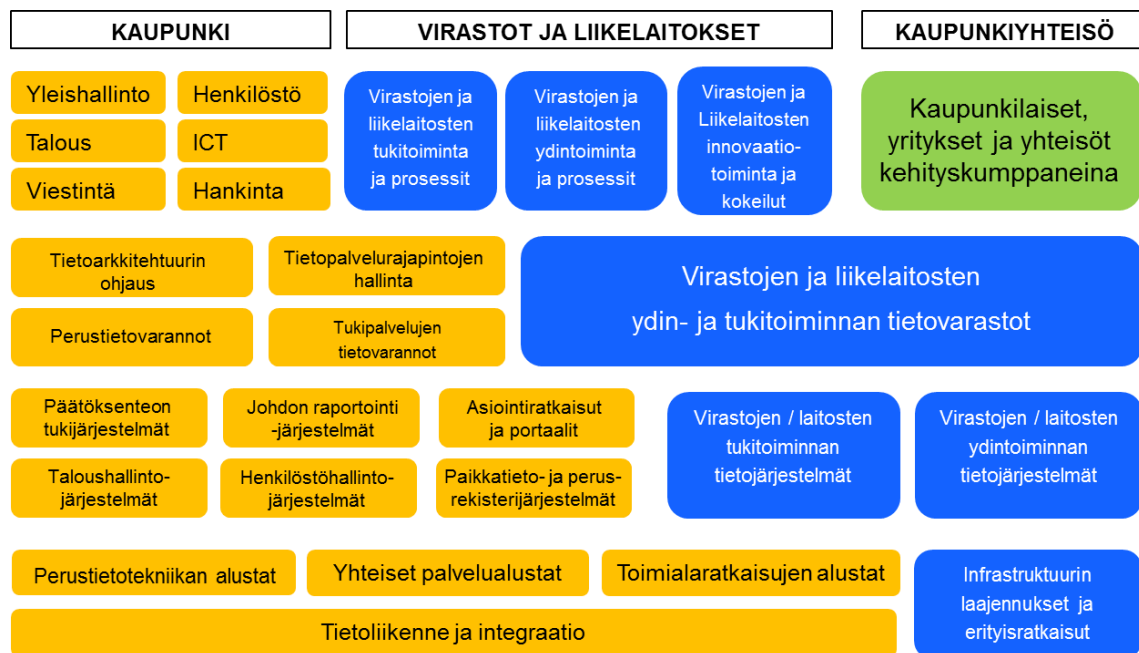 KAUPUNKI
VIRASTOT JA LIIKELAITOKSET
KAUPUNKIYHTEISÖ
Yleishallinto
Henkilöstö
Talous
ICT
Viestintä
Hankinta
Virastojen ja
liikelaitosten
tukitoiminta
ja prosessit
Virastojen ja
liikelaitosten
ydintoiminta
ja prosessit
Virastojen ja
Liikelaitosten
innovaatio-
toiminta ja
kokeilut
Kaupunkilaiset,
yritykset ja yhteisöt
kehityskumppaneina
Tietoarkkitehtuurin
ohjaus
Tietopalvelurajapintojen
hallinta
Perustietovarannot
Tukipalvelujen
tietovarannot
Virastojen ja liikelaitosten
ydin- ja tukitoiminnan tietovarastot
Päätöksenteon
tukijärjestelmät
Johdon raportointi
-järjestelmät
Asiointiratkaisut
ja portaalit
Taloushallinto-
järjestelmät
Henkilöstöhallinto-
järjestelmät
Paikkatieto- ja perus-
rekisterijärjestelmät
Virastojen / laitosten
tukitoiminnan
tietojärjestelmät
Virastojen / laitosten
ydintoiminnan
tietojärjestelmät
Perustietotekniikan alustat
Yhteiset palvelualustat
Toimialaratkaisujen alustat
Tietoliikenne ja integraatio
Infrastruktuurin
laajennukset ja
erityisratkaisut